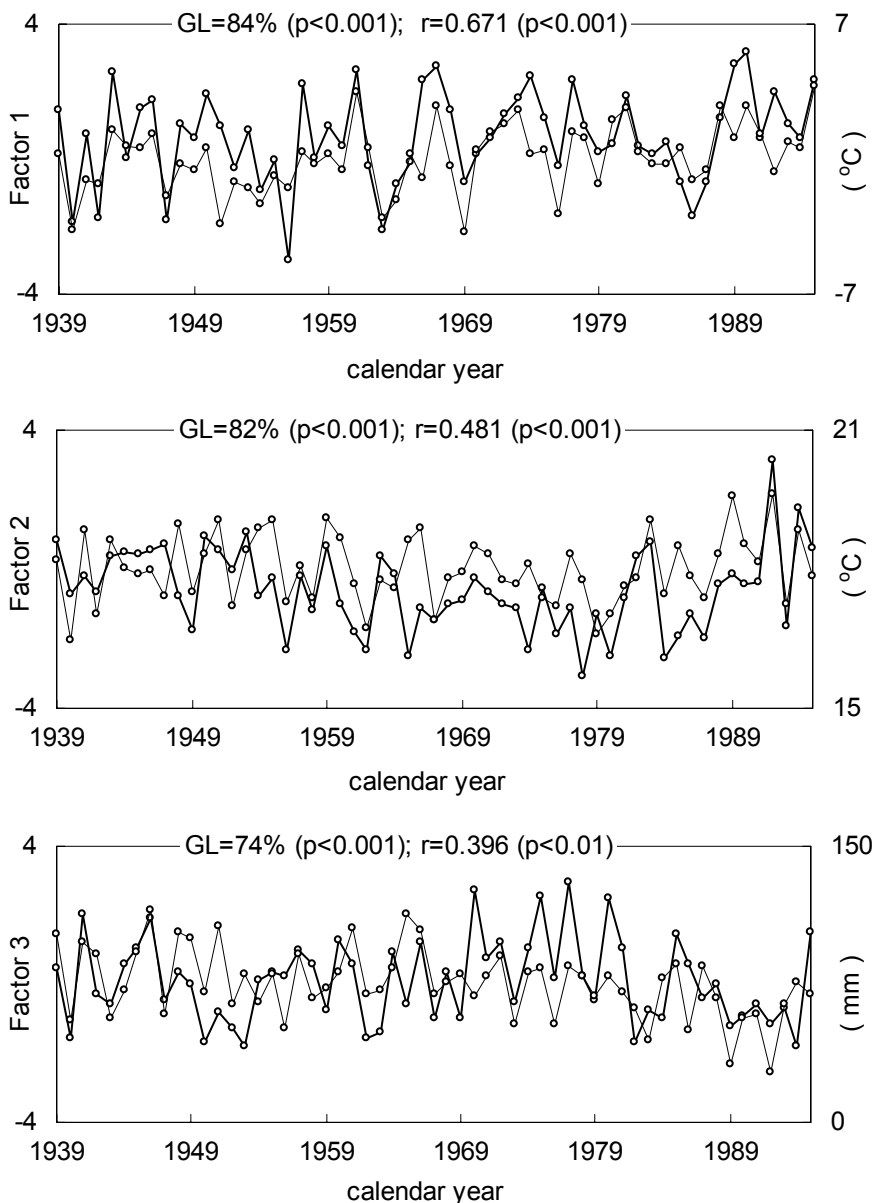 GL=84% (p<0.001); r=0.671 (p<0.001)
4
7
Factor 1
( °C )
-4
-7
1939 1949 1959 1969 1979 1989
calendar year
GL=82% (p<0.001); r=0.481 (p<0.001)
4
21
Factor 2
( °C )
-4
15
1939 1949 1959 1969 1979 1989
calendar year
GL=74% (p<0.001); r=0.396 (p<0.01)
4
150
Factor 3
( mm )
-4
0
1939 1949 1959 1969 1979 1989
calendar year